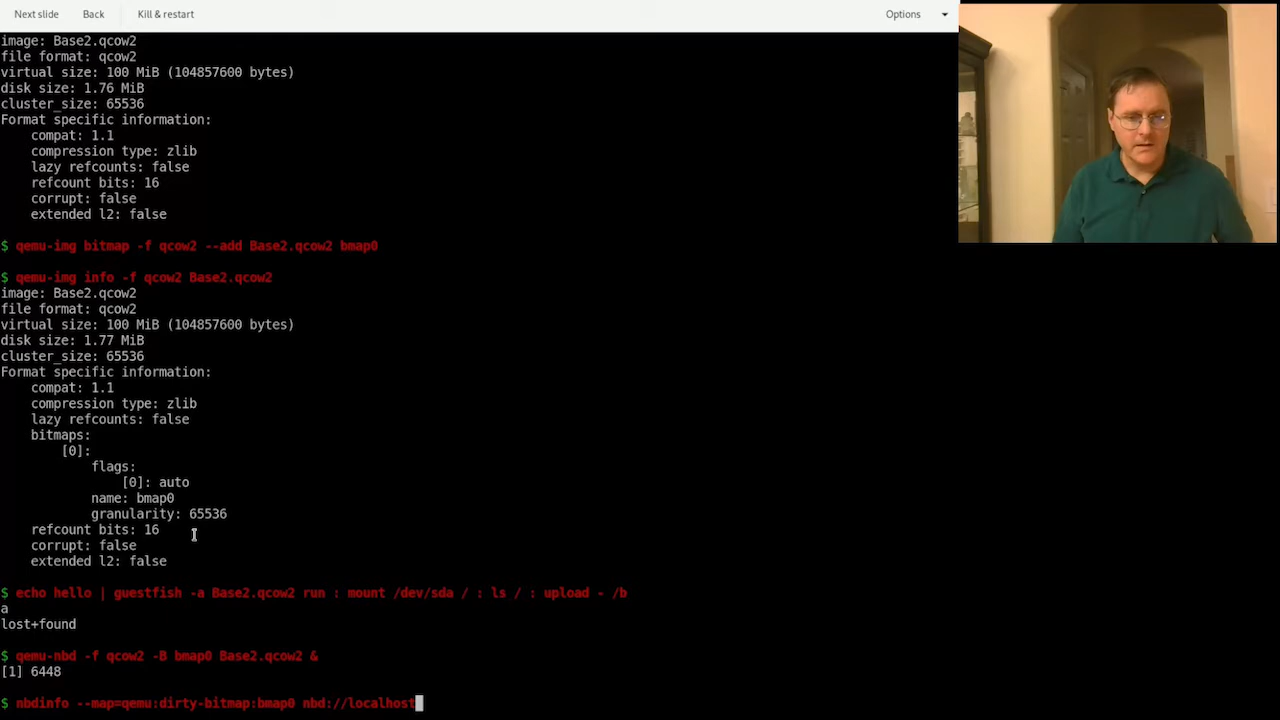 Next slide Back Kill & restart Options
image: Base2.qcow2
file format: qcow2
virtual size: 100 MiB (104857600 bytes)
disk size: 1.76 MiB
cluster_size: 65536
Format specific information:
    compat: 1.1
    compression type: zlib
    lazy refcounts: false
    refcount bits: 16
    corrupt: false
    extended l2: false
$ qemu-img bitmap -f qcow2 --add Base2.qcow2 bmap0
$ qemu-img info -f qcow2 Base2.qcow2
image: Base2.qcow2
file format: qcow2
virtual size: 100 MiB (104857600 bytes)
disk size: 1.77 MiB
cluster_size: 65536
Format specific information:
    compat: 1.1
    compression type: zlib
    lazy refcounts: false
    bitmaps:
        [0]:
            flags:
                [0]: auto
            name: bmap0
            granularity: 65536
    refcount bits: 16
    corrupt: false
    extended l2: false
$ echo hello | guestfish -a Base2.qcow2 run : mount /dev/sda / : ls / : upload - /b
a
lost+found
$ qemu-nbd -f qcow2 -B bmap0 Base2.qcow2 &
[1] 6448
$ nbdinfo --map=qemu:dirty-bitmap:bmap0 nbd://localhost